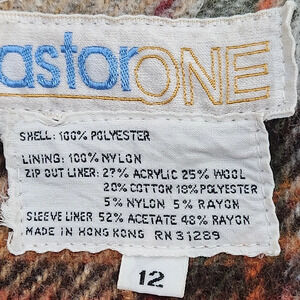 astorONE
SHELL: 100% POLYESTER
LINING: 100% NYLON
ZIP OUT LINER: 27% ACRYLIC 25% WOOL
20% COTTON 18% POLYESTER
5% NYLON 5% RAYON
SLEEVE LINER 52% ACETATE 48% RAYON
MADE IN HONG KONG RN 31289
12